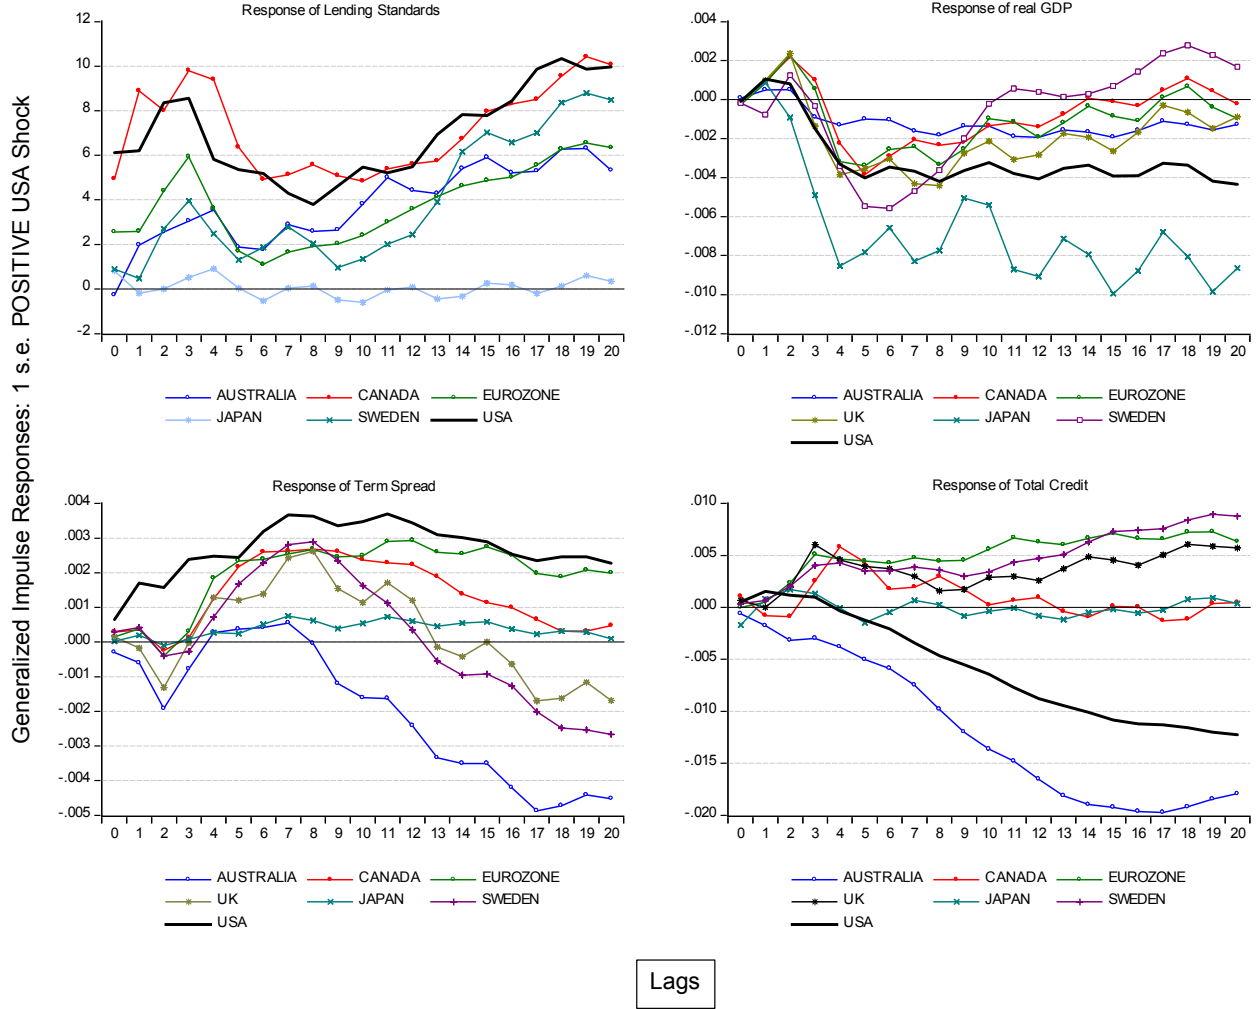 Generalized Impulse Responses: 1 s.e. POSITIVE USA Shock
Response of Lending Standards
12
10
8
6
4
2
0
-2
0 1 2 3 4 5 6 7 8 9 10 11 12 13 14 15 16 17 18 19 20
AUSTRALIA CANADA EUROZONE
JAPAN SWEDEN USA
Response of real GDP
.004
.002
.000
-.002
-.004
-.006
-.008
-.010
-.012
0 1 2 3 4 5 6 7 8 9 10 11 12 13 14 15 16 17 18 19 20
AUSTRALIA CANADA EUROZONE
UK JAPAN SWEDEN
USA
Response of Term Spread
.004
.003
.002
.001
.000
-.001
-.002
-.003
-.004
-.005
0 1 2 3 4 5 6 7 8 9 10 11 12 13 14 15 16 17 18 19 20
AUSTRALIA CANADA EUROZONE
UK JAPAN SWEDEN
USA
Response of Total Credit
.010
.005
.000
-.005
-.010
-.015
-.020
0 1 2 3 4 5 6 7 8 9 10 11 12 13 14 15 16 17 18 19 20
AUSTRALIA CANADA EUROZONE
UK JAPAN SWEDEN
USA
Lags